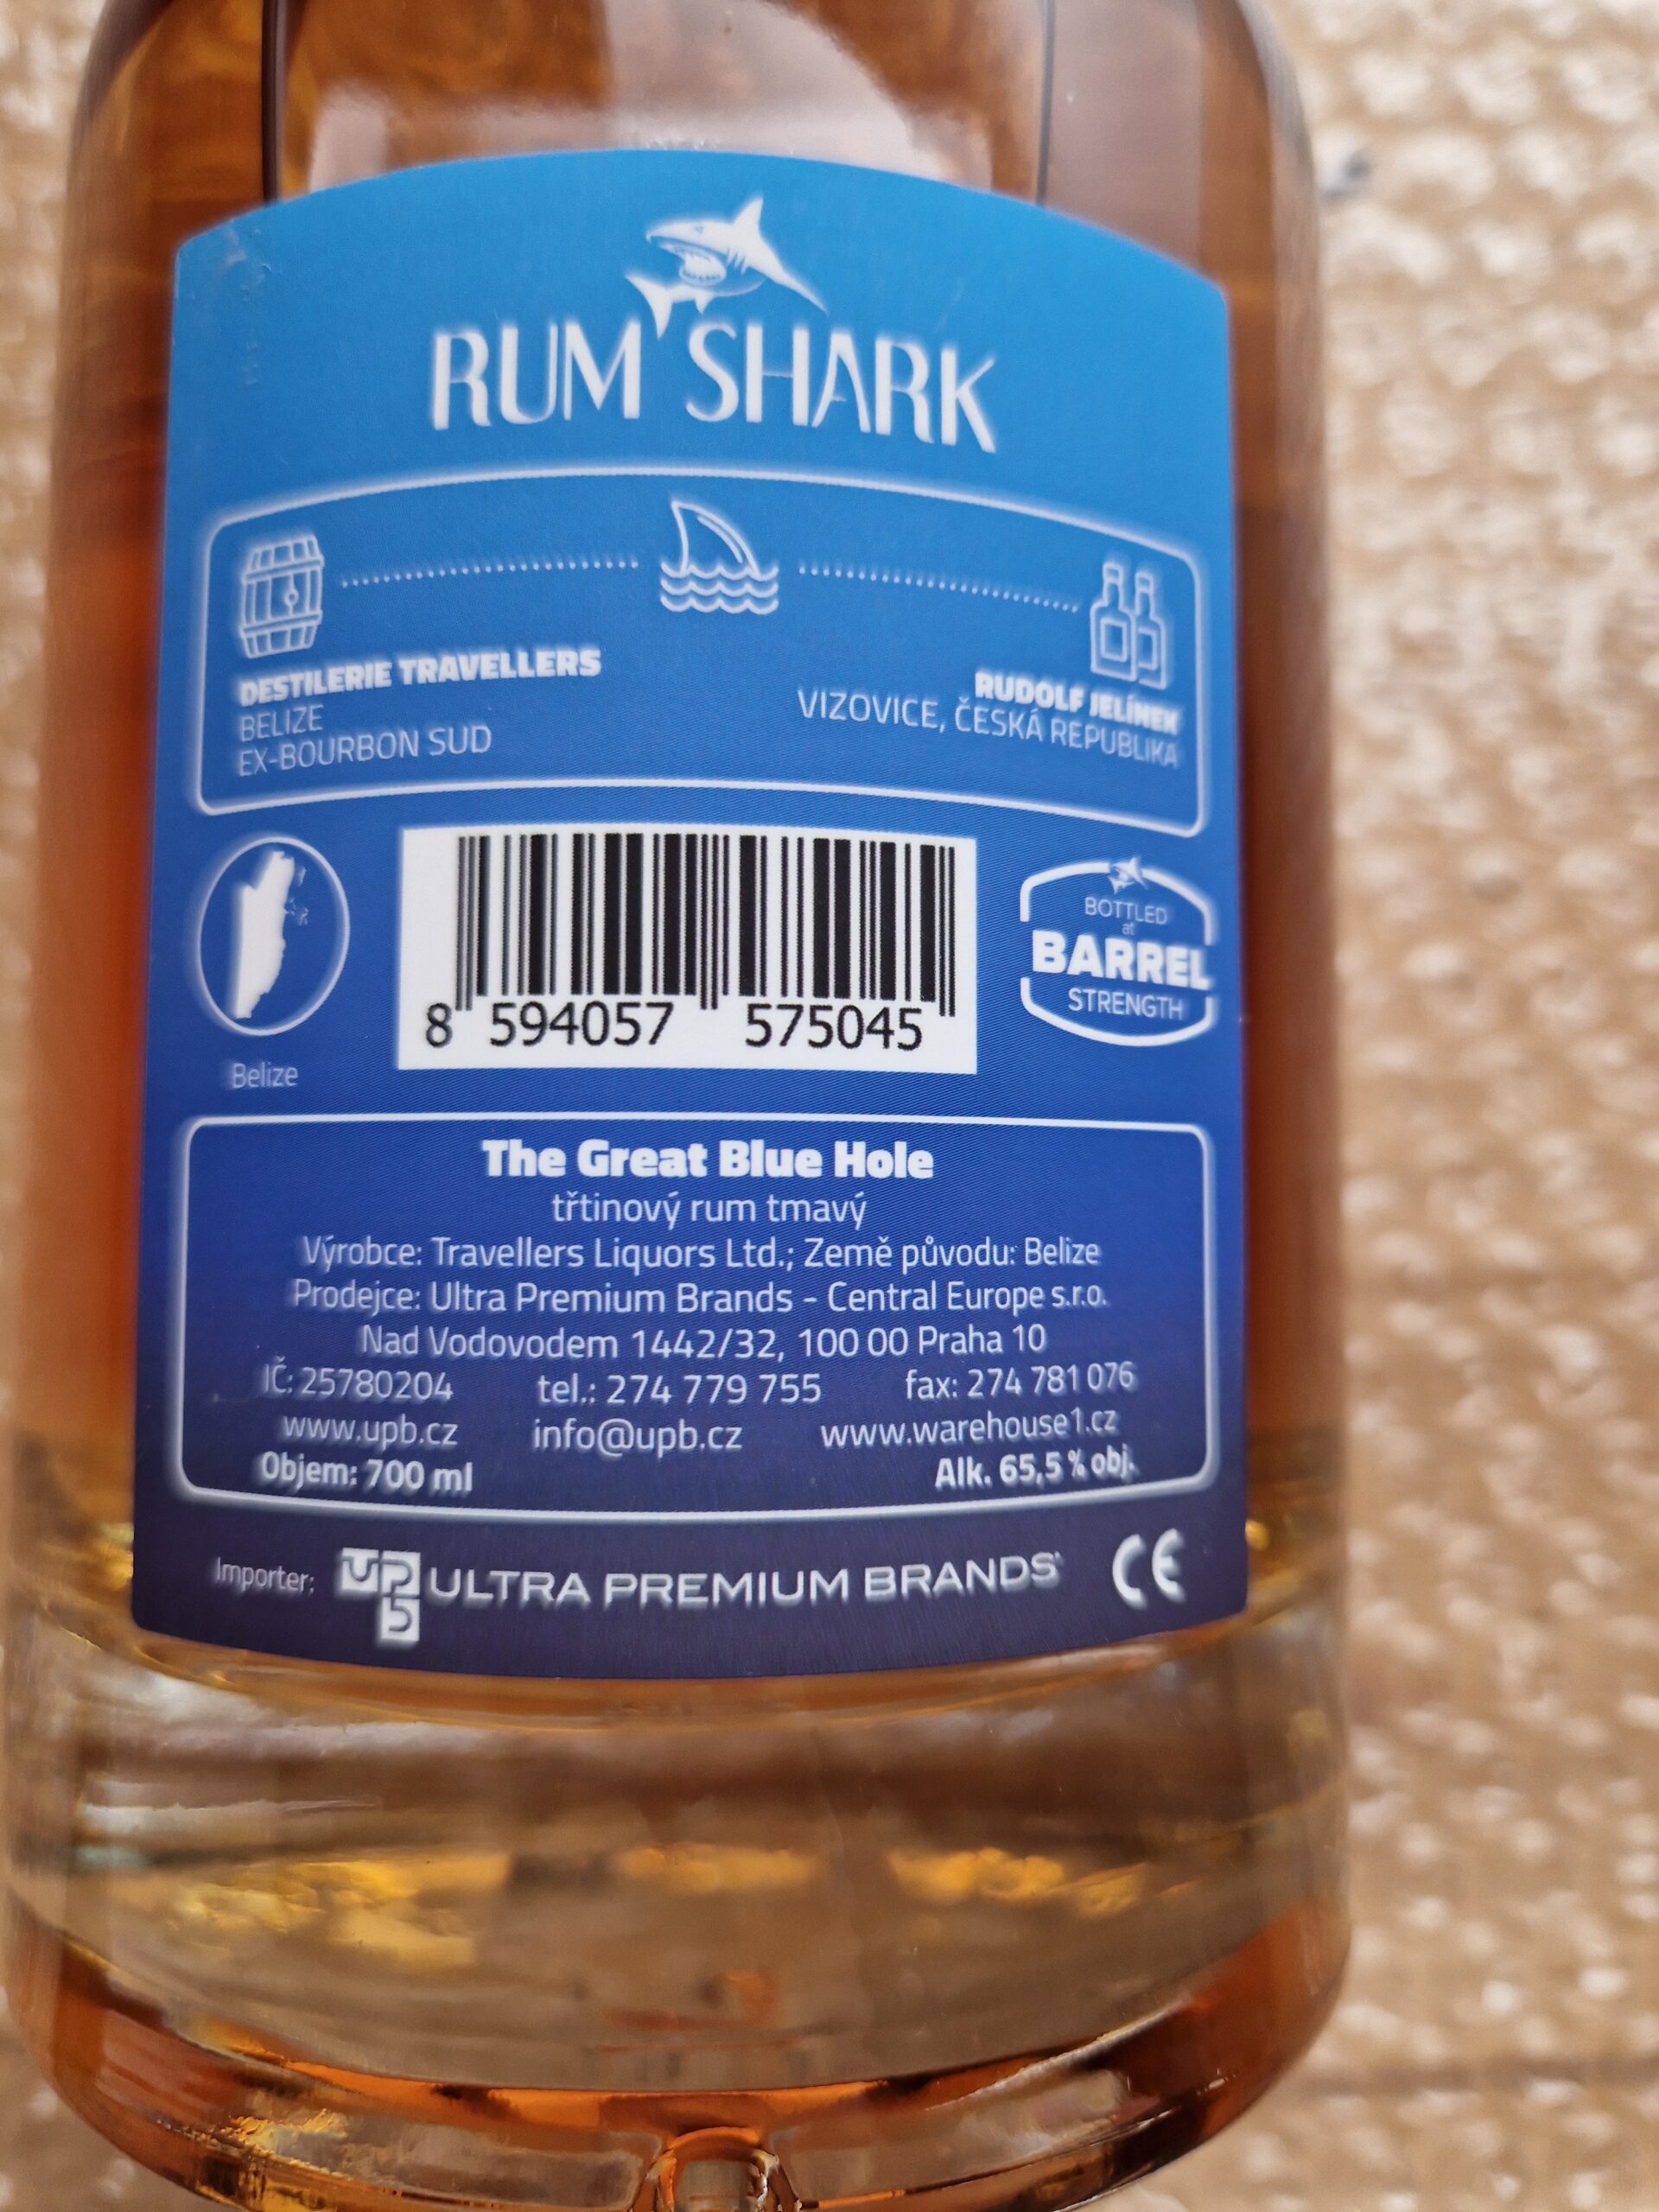 RUM SHARK
DESTILERIE TRAVELLERS
BELIZE
EX-BOURBON SUD
RUDOLF JELÍNEK
VIZOVICE, ČESKÁ REPUBLIKA
Belize
8 594057 575045
BOTTLED
at
BARREL
STRENGTH
The Great Blue Hole
třtinový rum tmavý
Výrobce: Travellers Liquors Ltd.; Země původu: Belize
Prodejce: Ultra Premium Brands - Central Europe s.r.o.
Nad Vodovodem 1442/32, 100 00 Praha 10
IČ: 25780204 tel.: 274 779 755 fax: 274 781 076
www.upb.cz info@upb.cz www.warehouse1.cz
Objem: 700 ml Alk. 65,5 % obj.
Importer: upb ULTRA PREMIUM BRANDS CE